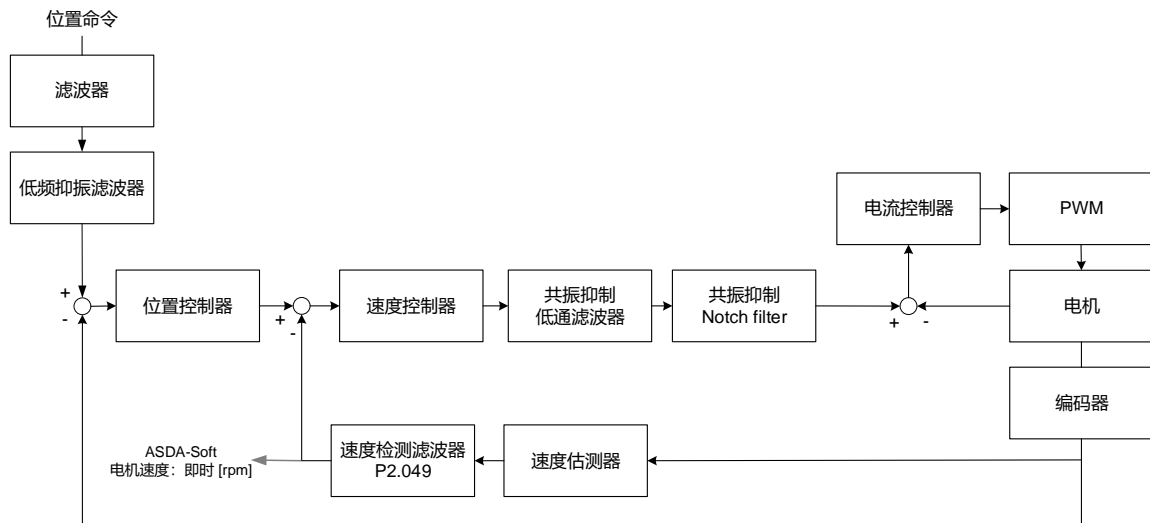 位置命令
滤波器
低频抑振滤波器
+
-
位置控制器
+
-
速度控制器
共振抑制
低通滤波器
共振抑制
Notch filter
+
-
电流控制器
PWM
电机
编码器
ASDA-Soft
电机速度：即时 [rpm]
速度检测滤波器
P2.049
速度估测器